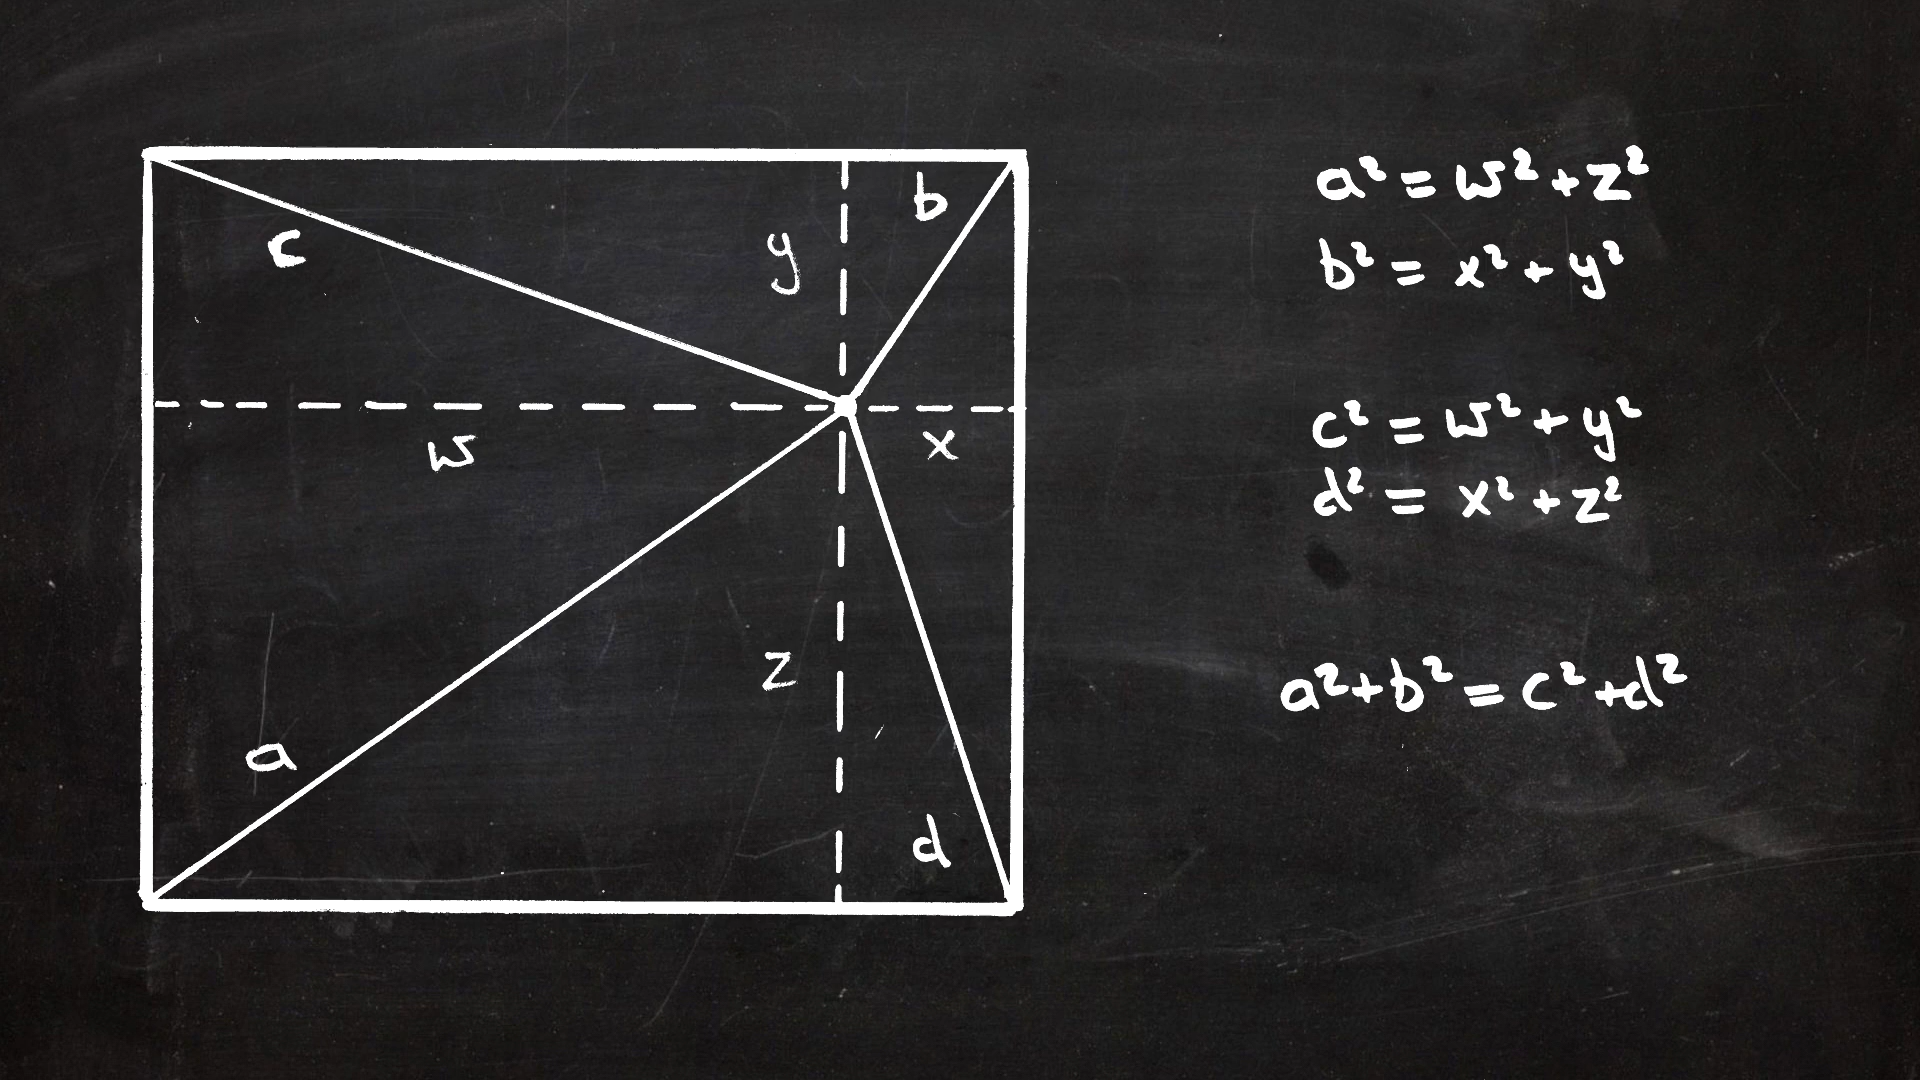 c
y
b
w
x
z
a
d
a² = w² + z²
b² = x² + y²
c² = w² + y²
d² = x² + z²
a²+b² = c²+d²